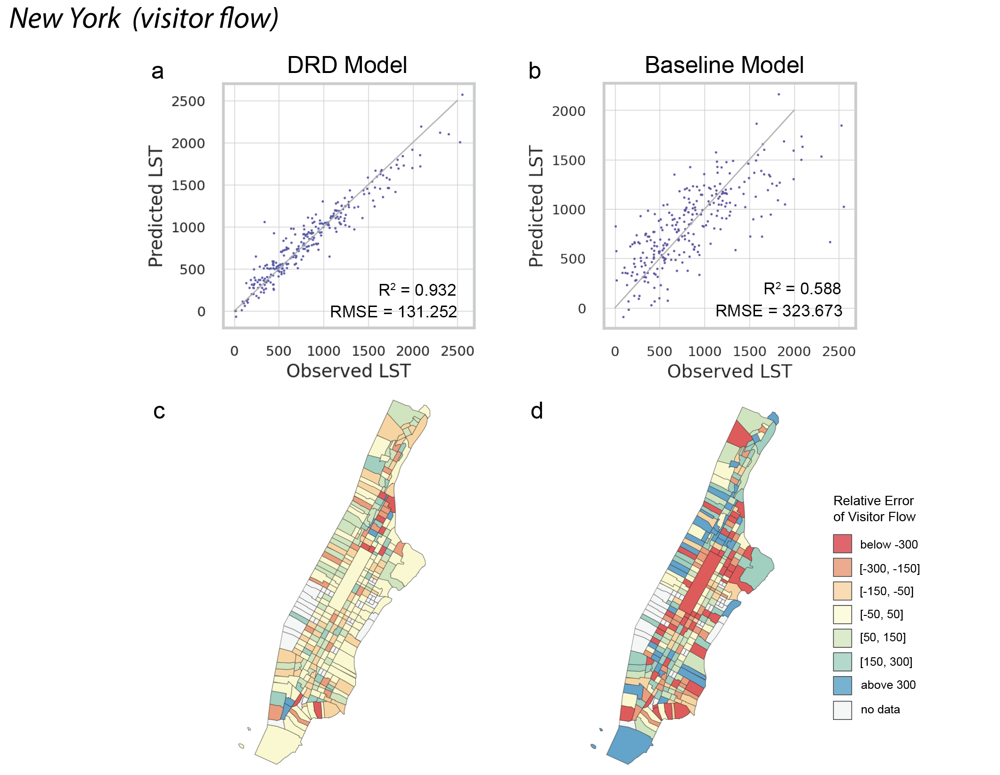 New York (visitor flow)
a
DRD Model
Predicted LST
2500
2000
1500
1000
500
0
R² = 0.932
RMSE = 131.252
0 500 1000 1500 2000 2500
Observed LST
b
Baseline Model
Predicted LST
2000
1500
1000
500
0
R² = 0.588
RMSE = 323.673
0 500 1000 1500 2000 2500
Observed LST
c
d
Relative Error
of Visitor Flow
below -300
[-300, -150]
[-150, -50]
[-50, 50]
[50, 150]
[150, 300]
above 300
no data